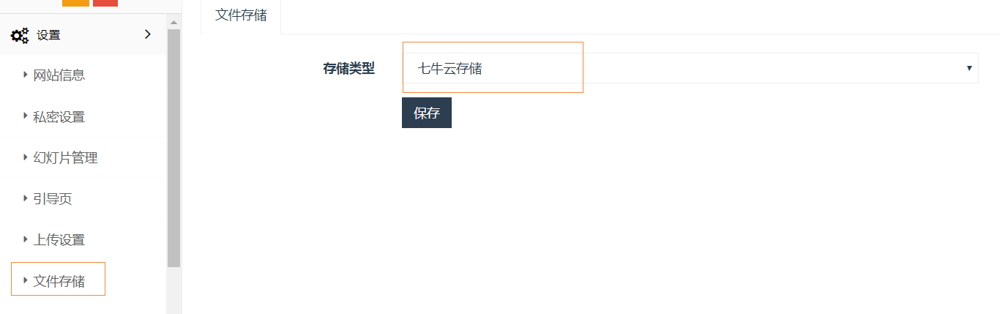 设置
网站信息
私密设置
幻灯片管理
引导页
上传设置
文件存储
文件存储
存储类型
七牛云存储
保存